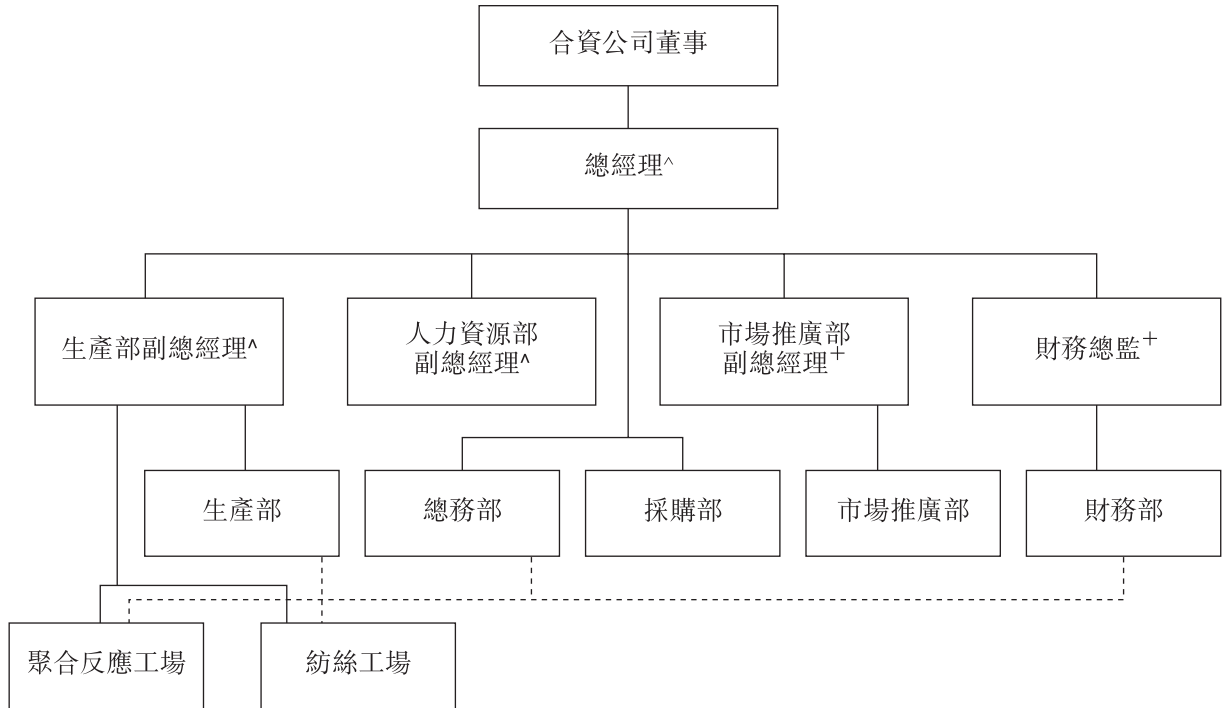 合資公司董事
總經理^
生產部副總經理^
人力資源部
副總經理^
市場推廣部
副總經理+
財務總監+
生產部
總務部
採購部
市場推廣部
財務部
聚合反應工場
紡絲工場